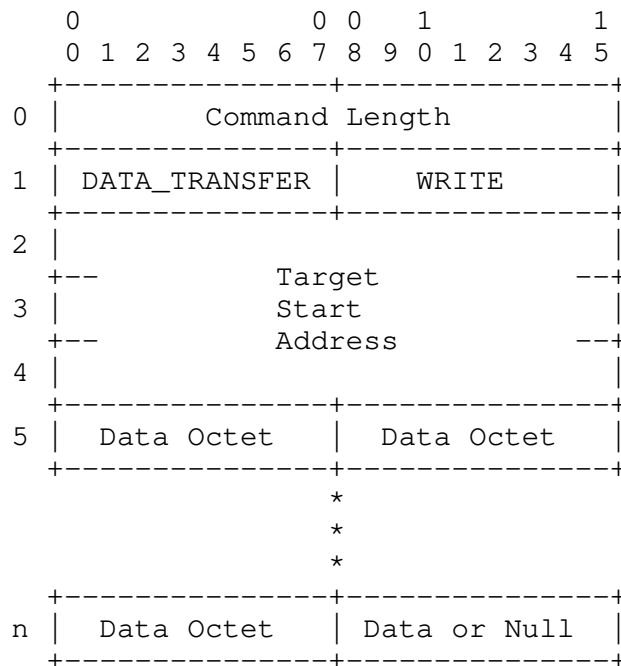 0             0 0   1         1
     0 1 2 3 4 5 6 7 8 9 0 1 2 3 4 5
    +---------------+---------------+
0   |        Command Length         |
    +---------------+---------------+
1   | DATA_TRANSFER |    WRITE      |
    +---------------+---------------+
2   |                               |
    +--          Target           --+
3   |            Start              |
    +--          Address          --+
4   |                               |
    +---------------+---------------+
5   |  Data Octet   |  Data Octet   |
    +---------------+---------------+
                    *
                    *
                    *
    +---------------+---------------+
n   |  Data Octet   | Data or Null  |
    +---------------+---------------+